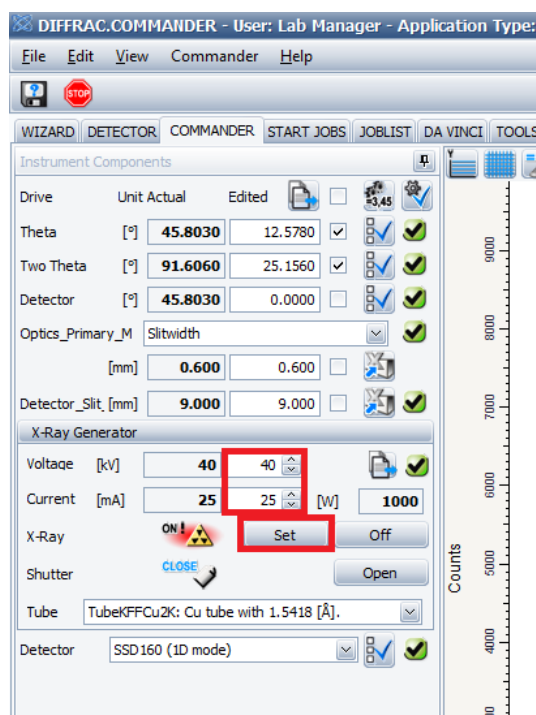 DIFFRAC.COMMANDER - User: Lab Manager - Application Type:
File Edit View Commander Help
STOP
WIZARD DETECTOR COMMANDER START JOBS JOBLIST DA VINCI TOOLS
Instrument Components
Drive Unit Actual Edited =3,45
Theta [°] 45.8030 12.5780
Two Theta [°] 91.6060 25.1560
Detector [°] 45.8030 0.0000
Optics_Primary_M Slitwidth
[mm] 0.600 0.600
Detector_Slit_ [mm] 9.000 9.000
X-Ray Generator
Voltage [kV] 40 40
Current [mA] 25 25 [W] 1000
X-Ray ON! Set Off
Shutter CLOSE Open
Tube TubeKFFCu2K: Cu tube with 1.5418 [Å].
Detector SSD160 (1D mode)
Y
9000
8000
7000
6000
5000
4000
Counts